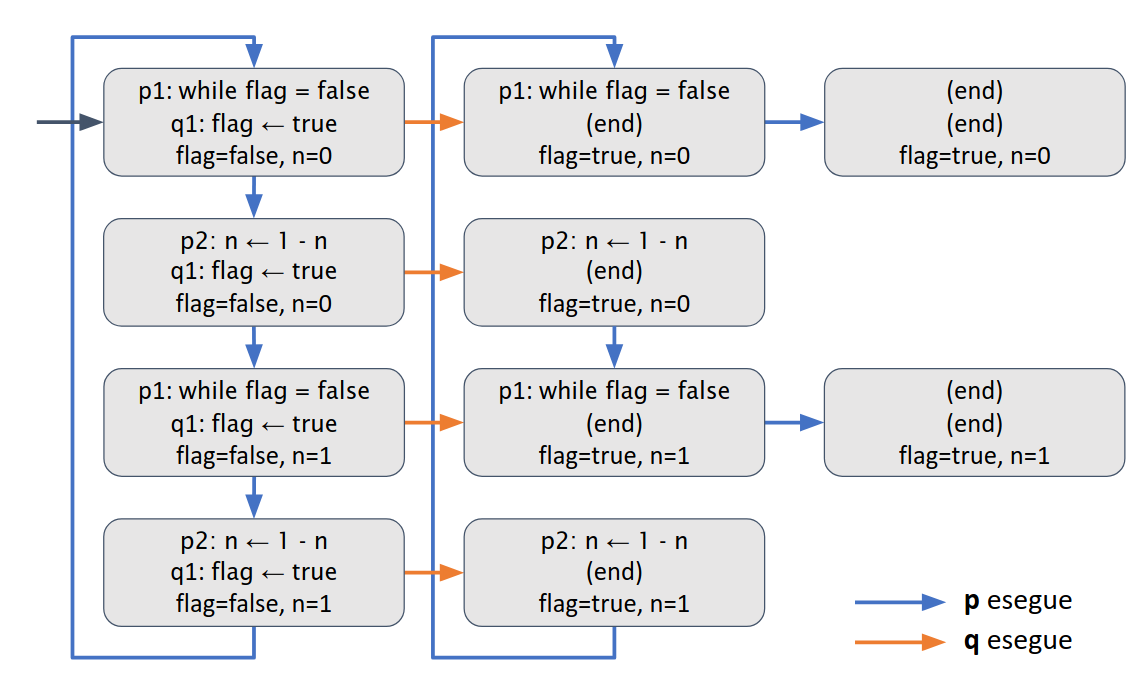 p1: while flag = false
q1: flag ← true
flag=false, n=0
p1: while flag = false
(end)
flag=true, n=0
(end)
(end)
flag=true, n=0
p2: n ← 1 - n
q1: flag ← true
flag=false, n=0
p2: n ← 1 - n
(end)
flag=true, n=0
p1: while flag = false
q1: flag ← true
flag=false, n=1
p1: while flag = false
(end)
flag=true, n=1
(end)
(end)
flag=true, n=1
p2: n ← 1 - n
q1: flag ← true
flag=false, n=1
p2: n ← 1 - n
(end)
flag=true, n=1
p esegue
q esegue